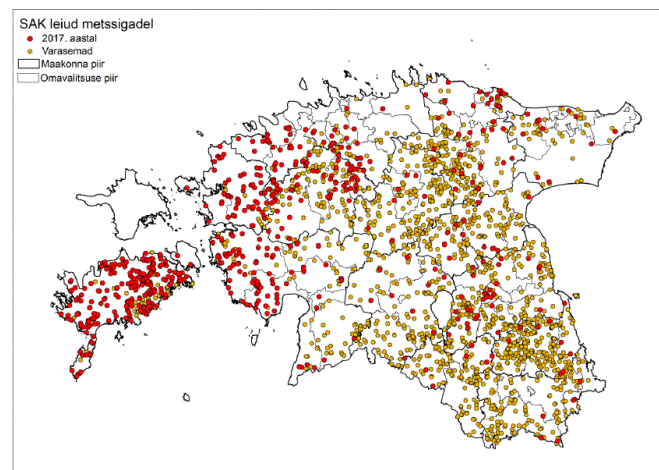 SAK leiud metssigadel
2017. aastal
Varasemad
Maakonna piir
Omavalitsuse piir